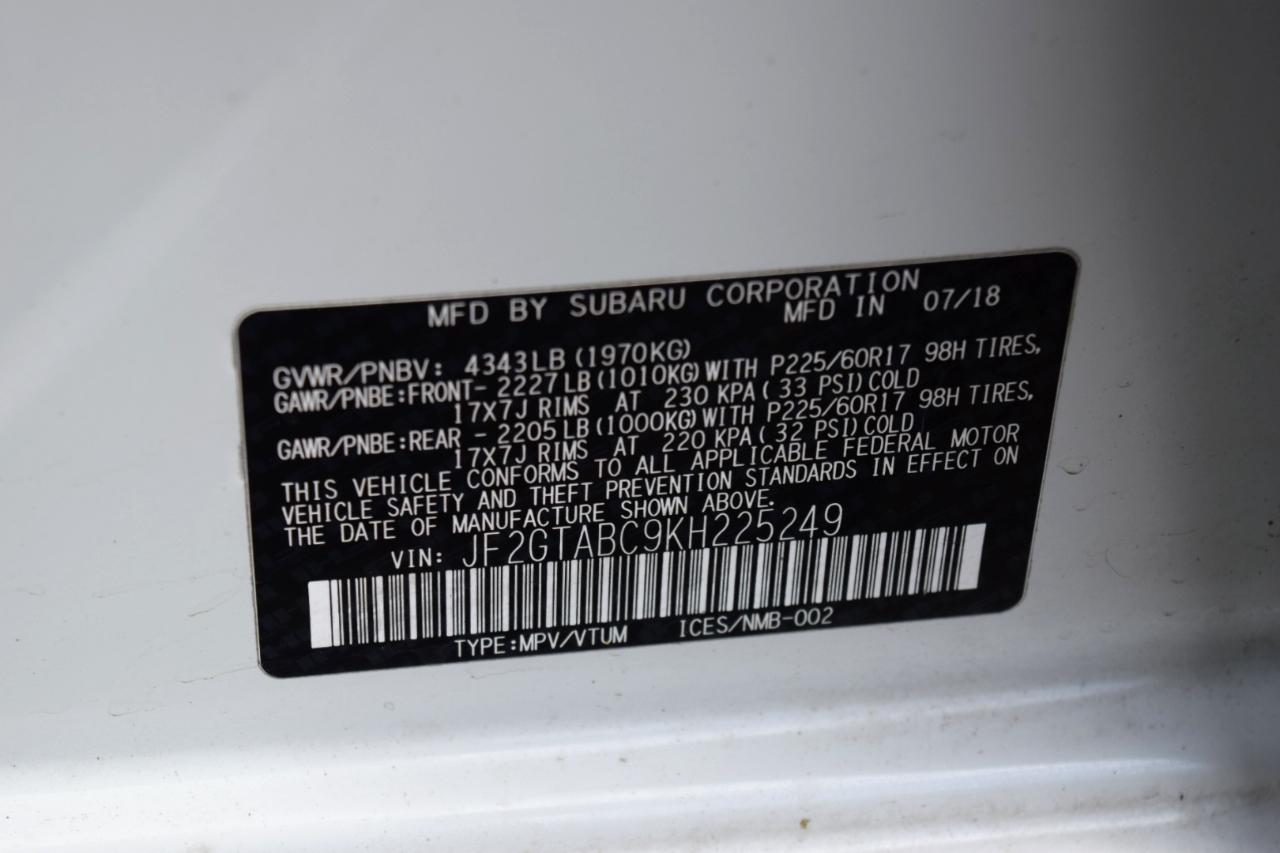 MFD BY SUBARU CORPORATION
MFD IN 07/18
GVWR/PNBV: 4343LB(1970KG)
GAWR/PNBE:FRONT- 2227LB(1010KG)WITH P225/60R17 98H TIRES,
17X7J RIMS AT 230 KPA( 33 PSI)COLD
GAWR/PNBE:REAR - 2205LB(1000KG)WITH P225/60R17 98H TIRES,
17X7J RIMS AT 220 KPA( 32 PSI)COLD
THIS VEHICLE CONFORMS TO ALL APPLICABLE FEDERAL MOTOR
VEHICLE SAFETY AND THEFT PREVENTION STANDARDS IN EFFECT ON
THE DATE OF MANUFACTURE SHOWN ABOVE.
VIN: JF2GTABC9KH225249
TYPE:MPV/VTUM ICES/NMB-002